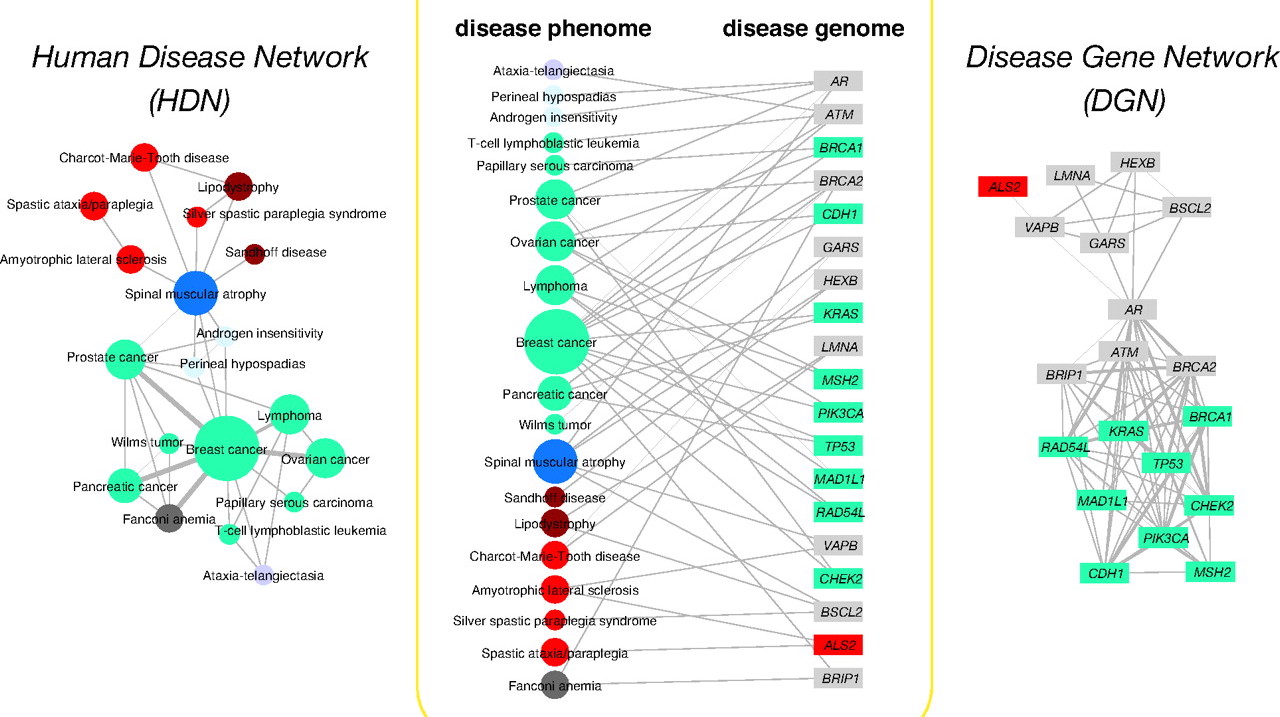 Human Disease Network
(HDN)
Charcot-Marie-Tooth disease
Lipodystrophy
Spastic ataxia/paraplegia
Silver spastic paraplegia syndrome
Sandhoff disease
Amyotrophic lateral sclerosis
Spinal muscular atrophy
Androgen insensitivity
Prostate cancer
Perineal hypospadias
Lymphoma
Wilms tumor
Breast cancer
Ovarian cancer
Pancreatic cancer
Papillary serous carcinoma
Fanconi anemia
T-cell lymphoblastic leukemia
Ataxia-telangiectasia
disease phenome
Ataxia-telangiectasia
Perineal hypospadias
Androgen insensitivity
T-cell lymphoblastic leukemia
Papillary serous carcinoma
Prostate cancer
Ovarian cancer
Lymphoma
Breast cancer
Pancreatic cancer
Wilms tumor
Spinal muscular atrophy
Sandhoff disease
Lipodystrophy
Charcot-Marie-Tooth disease
Amyotrophic lateral sclerosis
Silver spastic paraplegia syndrome
Spastic ataxia/paraplegia
Fanconi anemia
disease genome
AR
ATM
BRCA1
BRCA2
CDH1
GARS
HEXB
KRAS
LMNA
MSH2
PIK3CA
TP53
MAD1L1
RAD54L
VAPB
CHEK2
BSCL2
ALS2
BRIP1
Disease Gene Network
(DGN)
HEXB
LMNA
ALS2
BSCL2
VAPB
GARS
AR
ATM
BRIP1
BRCA2
BRCA1
KRAS
RAD54L
TP53
MAD1L1
CHEK2
PIK3CA
CDH1
MSH2